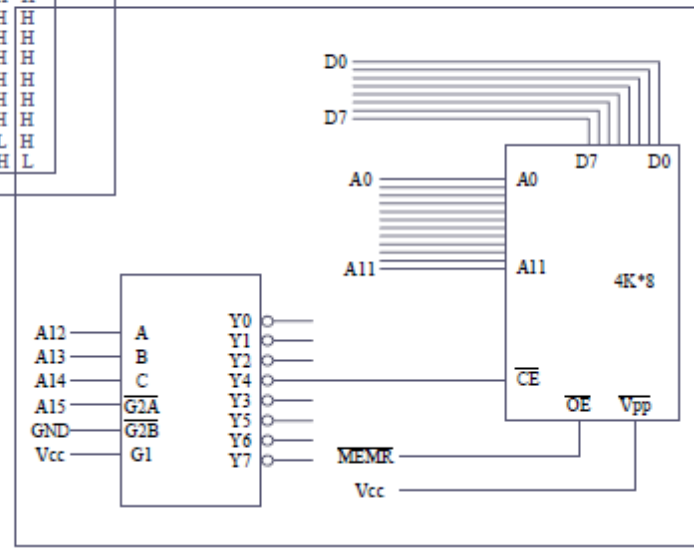 H H
H H
H H
H H
H H
H H
L H
H L
D0
D7
D7 D0
A0
A0
A11
A11
4K*8
CE
OE Vpp
MEMR
Vcc
A12
A13
A14
A15
GND
Vcc
A
B
C
G2A
G2B
G1
Y0
Y1
Y2
Y4
Y3
Y5
Y6
Y7